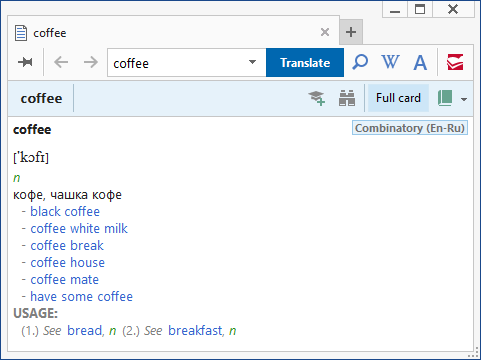 coffee
coffee Translate W A
coffee Full card
coffee Combinatory (En-Ru)
['kɔfɪ]
n
кофе, чашка кофе
- black coffee
- coffee white milk
- coffee break
- coffee house
- coffee mate
- have some coffee
USAGE:
(1.) See bread, n (2.) See breakfast, n